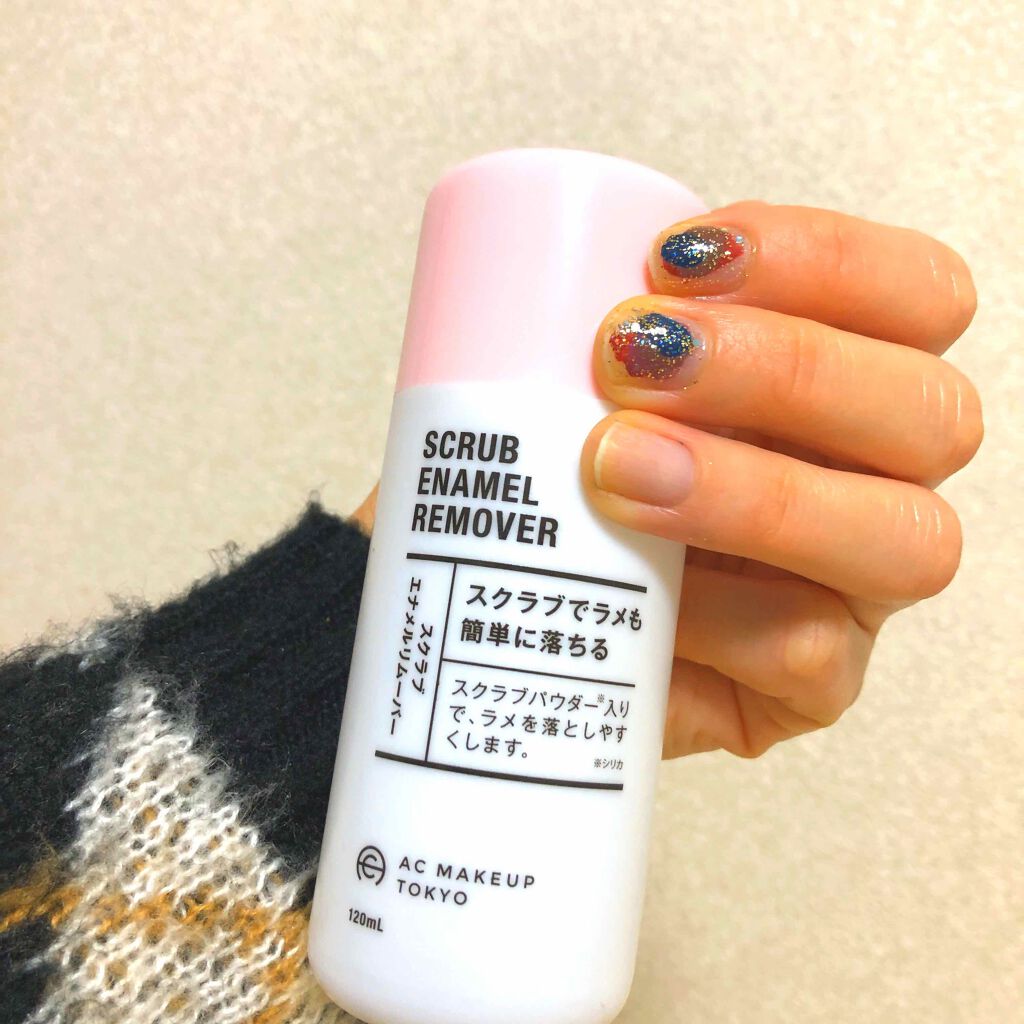 SCRUB
ENAMEL
REMOVER
スクラブ
エナメルリムーバー
スクラブでラメも
簡単に落ちる
スクラブパウダー※入り
で、ラメを落としやす
くします。
※シリカ
AC MAKEUP
TOKYO
120mL